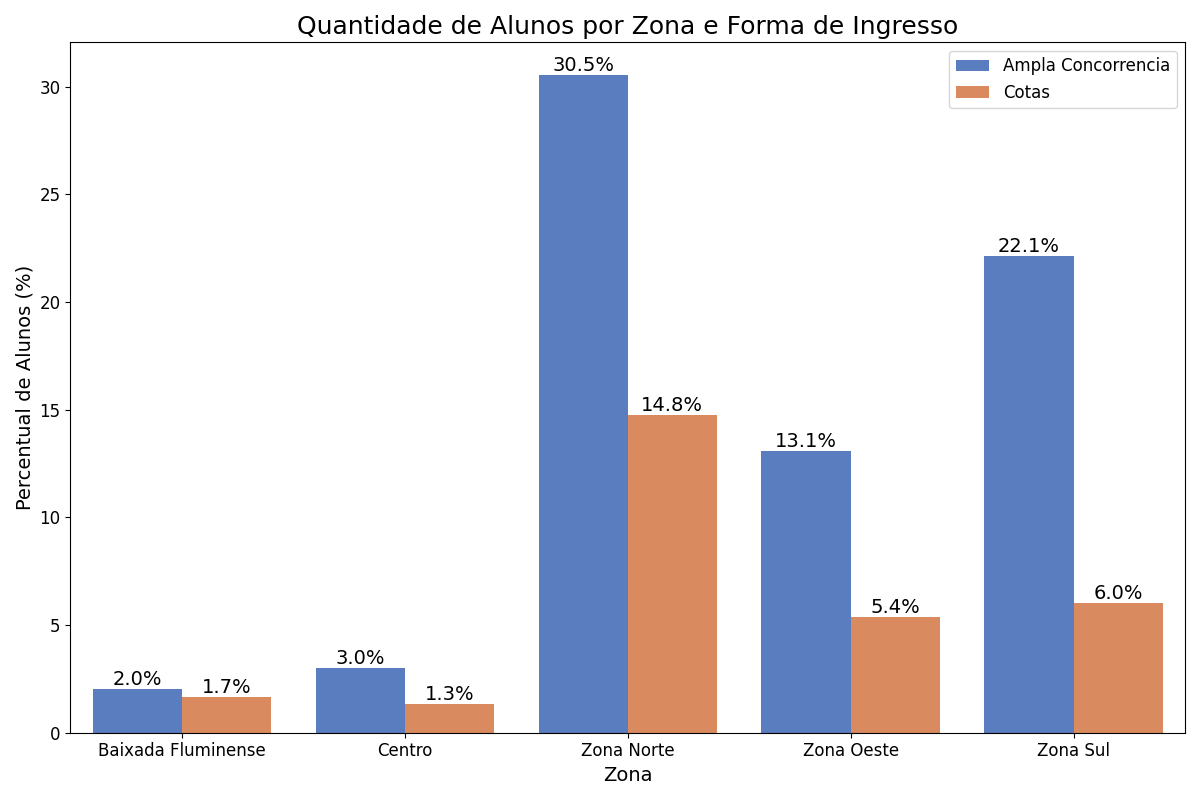 Quantidade de Alunos por Zona e Forma de Ingresso
Ampla Concorrencia
Cotas
Percentual de Alunos (%)
30
25
20
15
10
5
0
2.0%
1.7%
3.0%
1.3%
30.5%
14.8%
13.1%
5.4%
22.1%
6.0%
Baixada Fluminense
Centro
Zona Norte
Zona Oeste
Zona Sul
Zona